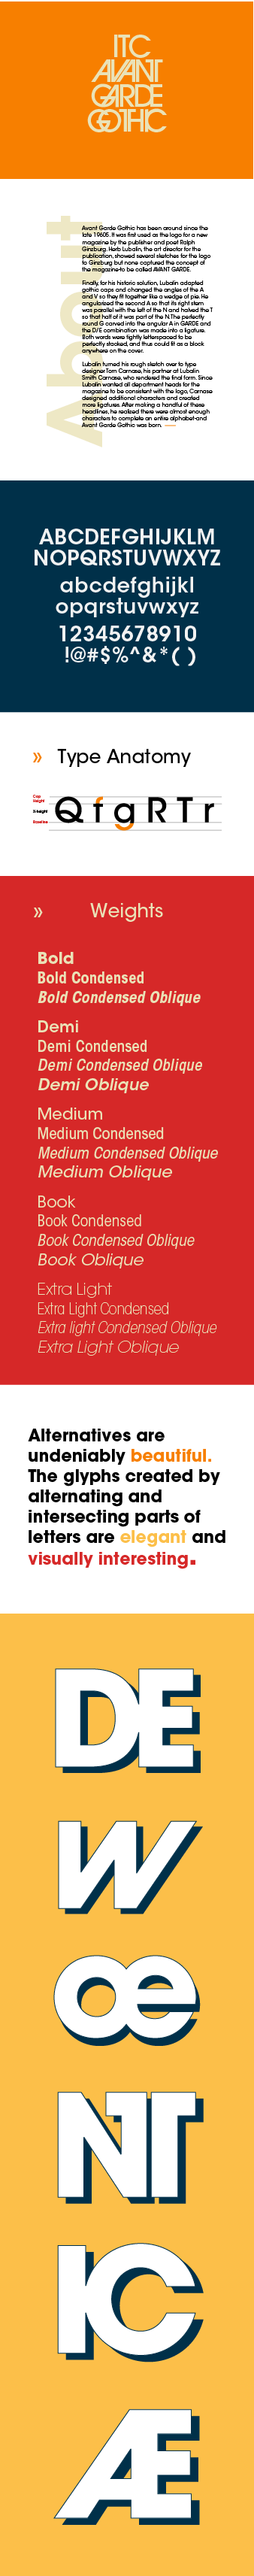 ITC
AVANT
GARDE
GOTHIC
About
Avant Garde Gothic has been around since the
late 1960S. It was first used as the logo for a new
magazine by the publisher and poet Ralph
Ginzburg. Herb Lubalin, the art director for the
publication, showed several sketches for the logo
to Ginzburg but none captured the concept of
the magazine-to be called AVANT GARDE.
Finally, for his historic solution, Lubalin adapted
gothic caps and changed the angles of the A
and V so they fit together like a wedge of pie. He
angularised the second A so that its right stem
was parallel with the left of the N and halved the T
so that half of it was part of the N.The perfectly
round G carved into the angular A in GARDE and
the D/E combination was made into a ligature.
Both words were tightly letterspaced to be
perfectly stacked, and thus could fit as a block
anywhere on the cover.
Lubalin turned his rough sketch over to type
designer Tom Carnase, his partner at Lubalin
Smith Carnase, who rendered the final form. Since
Lubalin wanted all department heads for the
magazine to be consistent with the logo, Carnase
designed additional characters and created
more ligatures. After making a handful of these
headlines, he realised there were almost enough
characters to complete an entire alphabet-and
Avant Garde Gothic was born.
ABCDEFGHIJKLM
NOPQRSTUVWXYZ
abcdefghijkl
opqrstuvwxyz
12345678910
!@#$%^&*( )
» Type Anatomy
Cap
Height
X-height
Baseline
Q f g R T r
» Weights
Bold
Bold Condensed
Bold Condensed Oblique
Demi
Demi Condensed
Demi Condensed Oblique
Demi Oblique
Medium
Medium Condensed
Medium Condensed Oblique
Medium Oblique
Book
Book Condensed
Book Condensed Oblique
Book Oblique
Extra Light
Extra Light Condensed
Extra light Condensed Oblique
Extra Light Oblique
Alternatives are
undeniably beautiful.
The glyphs created by
alternating and
intersecting parts of
letters are elegant and
visually interesting.
DE
W
œ
NT
IC
Æ